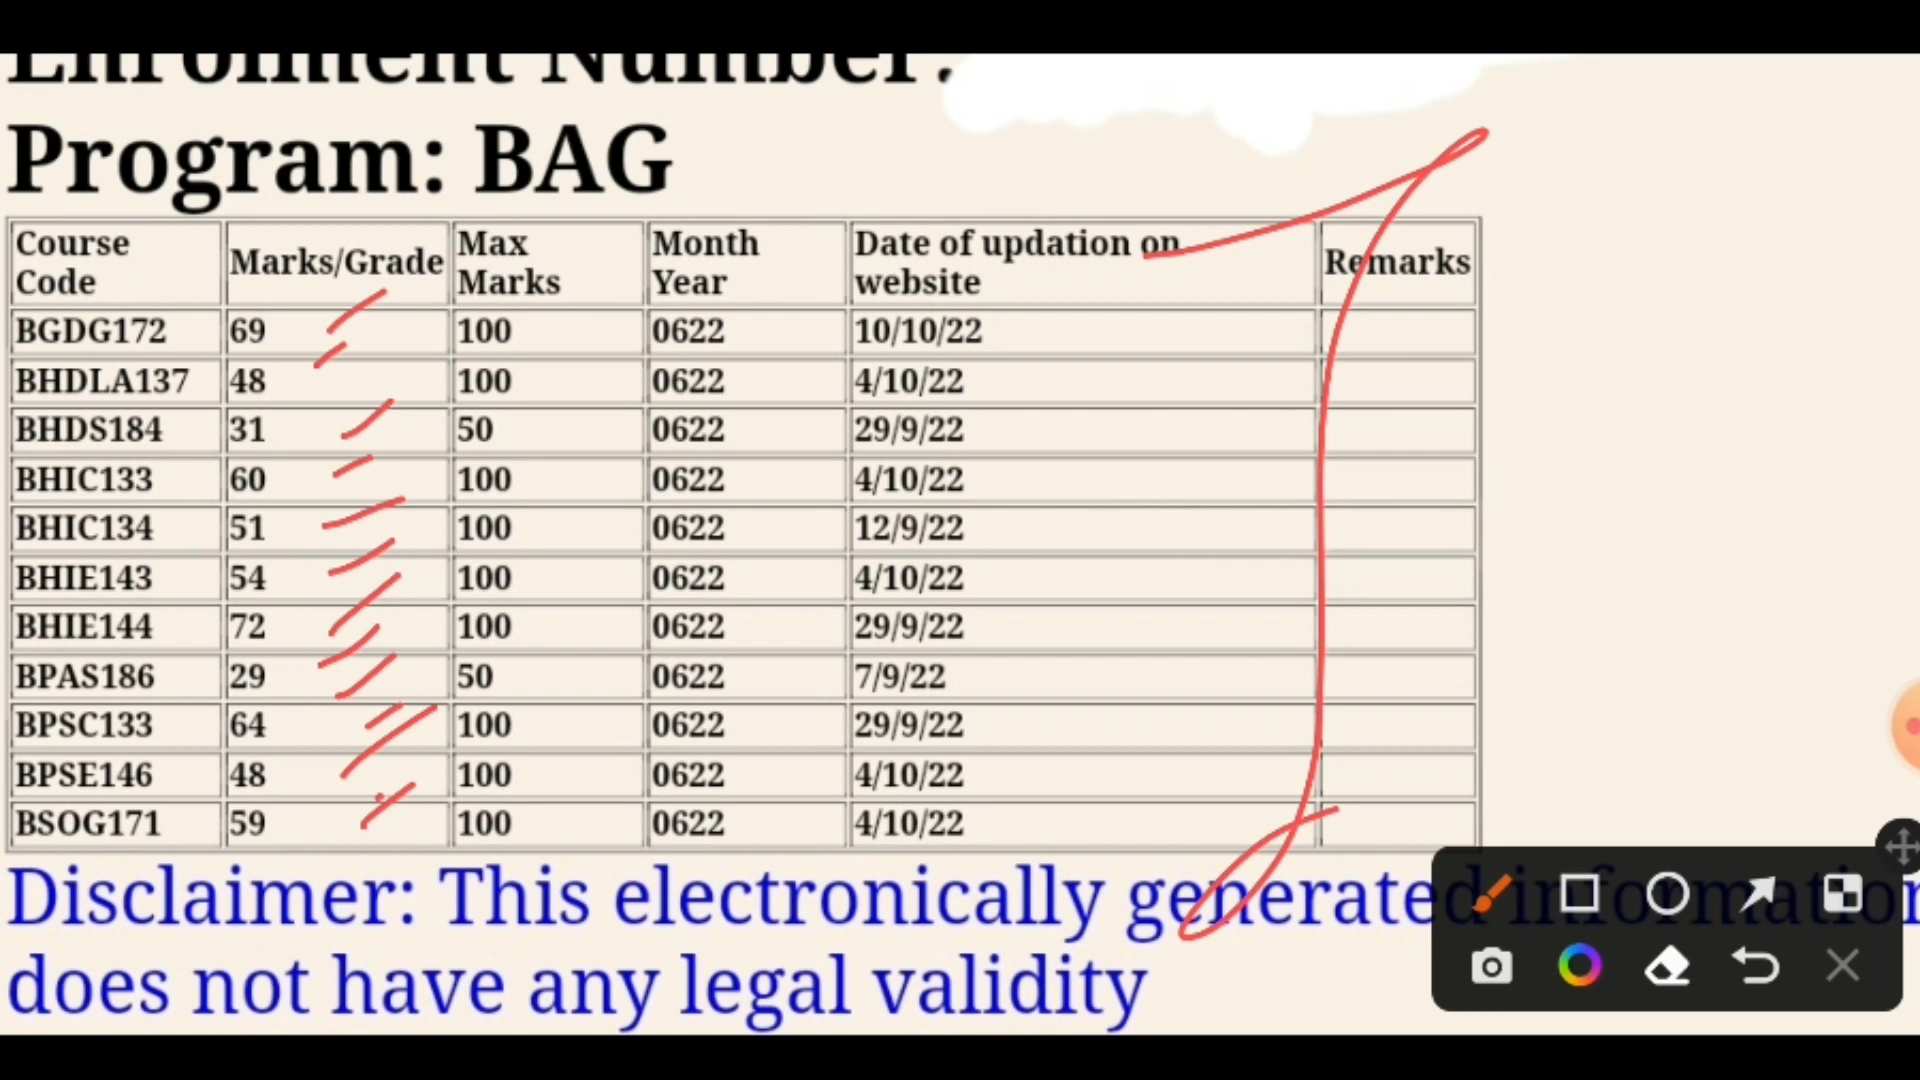 Enrolment Number:
Program: BAG
Course Code Marks/Grade Max Marks Month Year Date of updation on website Remarks
BGDG172 69 100 0622 10/10/22
BHDLA137 48 100 0622 4/10/22
BHDS184 31 50 0622 29/9/22
BHIC133 60 100 0622 4/10/22
BHIC134 51 100 0622 12/9/22
BHIE143 54 100 0622 4/10/22
BHIE144 72 100 0622 29/9/22
BPAS186 29 50 0622 7/9/22
BPSC133 64 100 0622 29/9/22
BPSE146 48 100 0622 4/10/22
BSOG171 59 100 0622 4/10/22
Disclaimer: This electronically generated information
does not have any legal validity